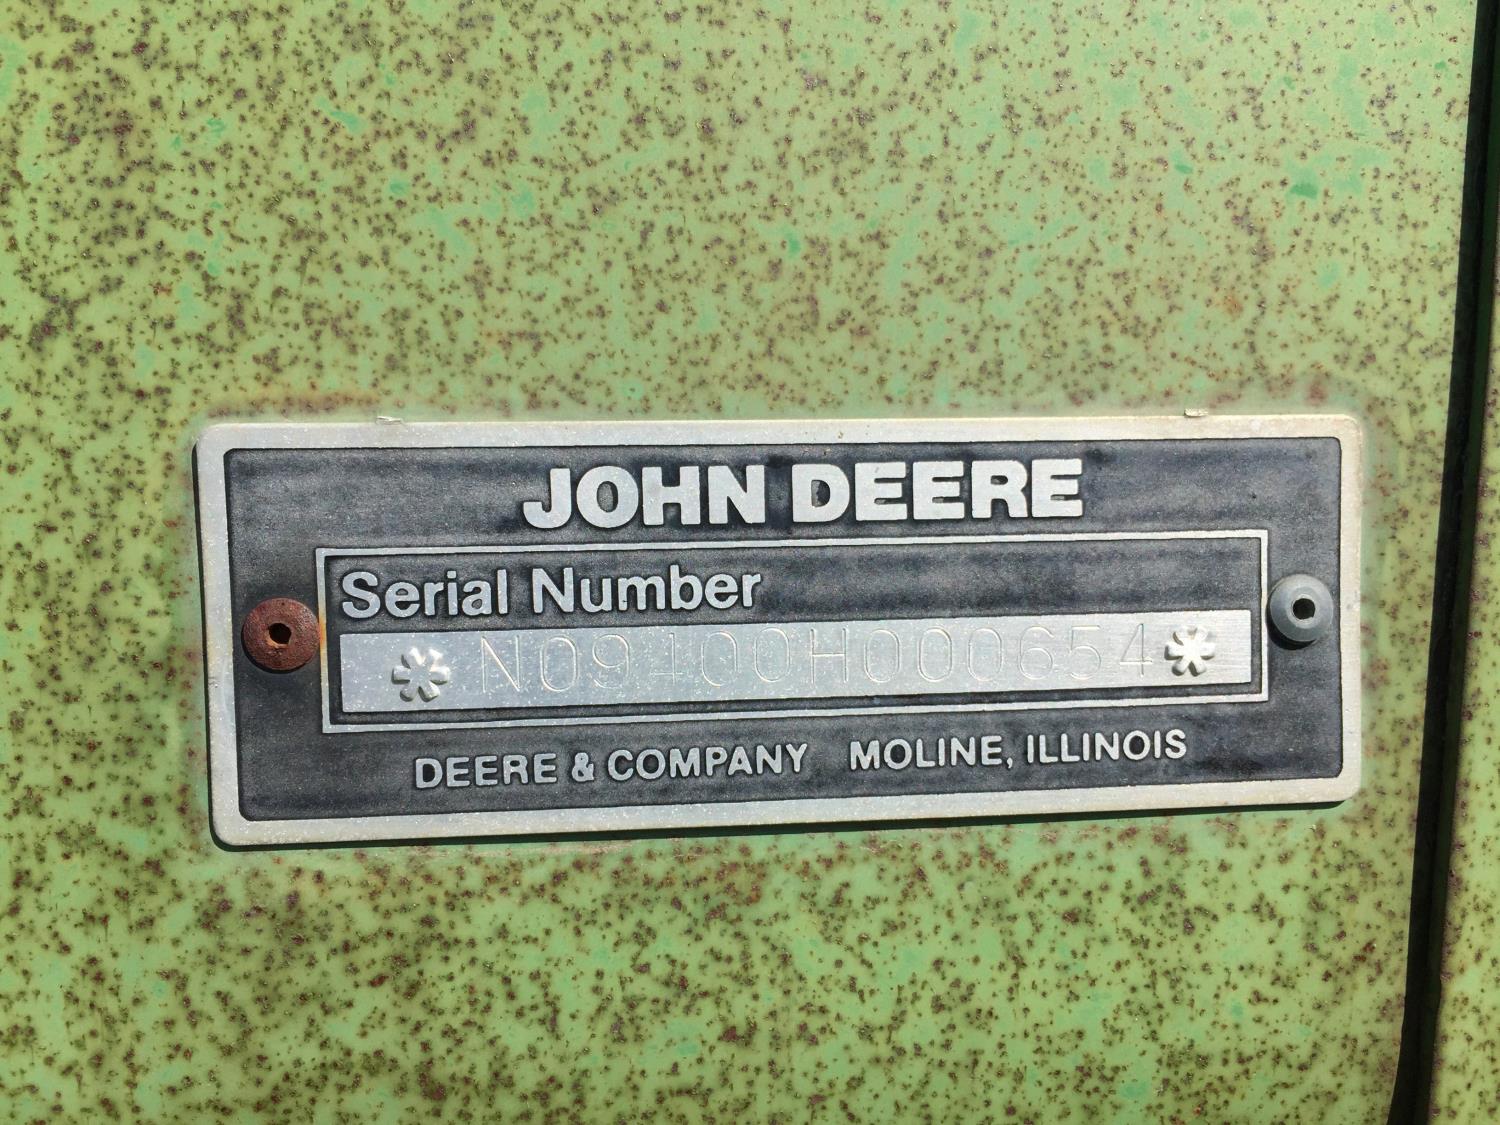 JOHN DEERE
Serial Number
* N09400H000654 *
DEERE & COMPANY MOLINE, ILLINOIS